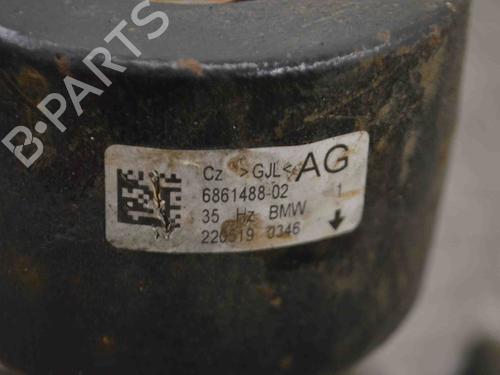 B-PARTS
Cz >GJL< AG
6861488-02 1
35 Hz BMW
220519 0346